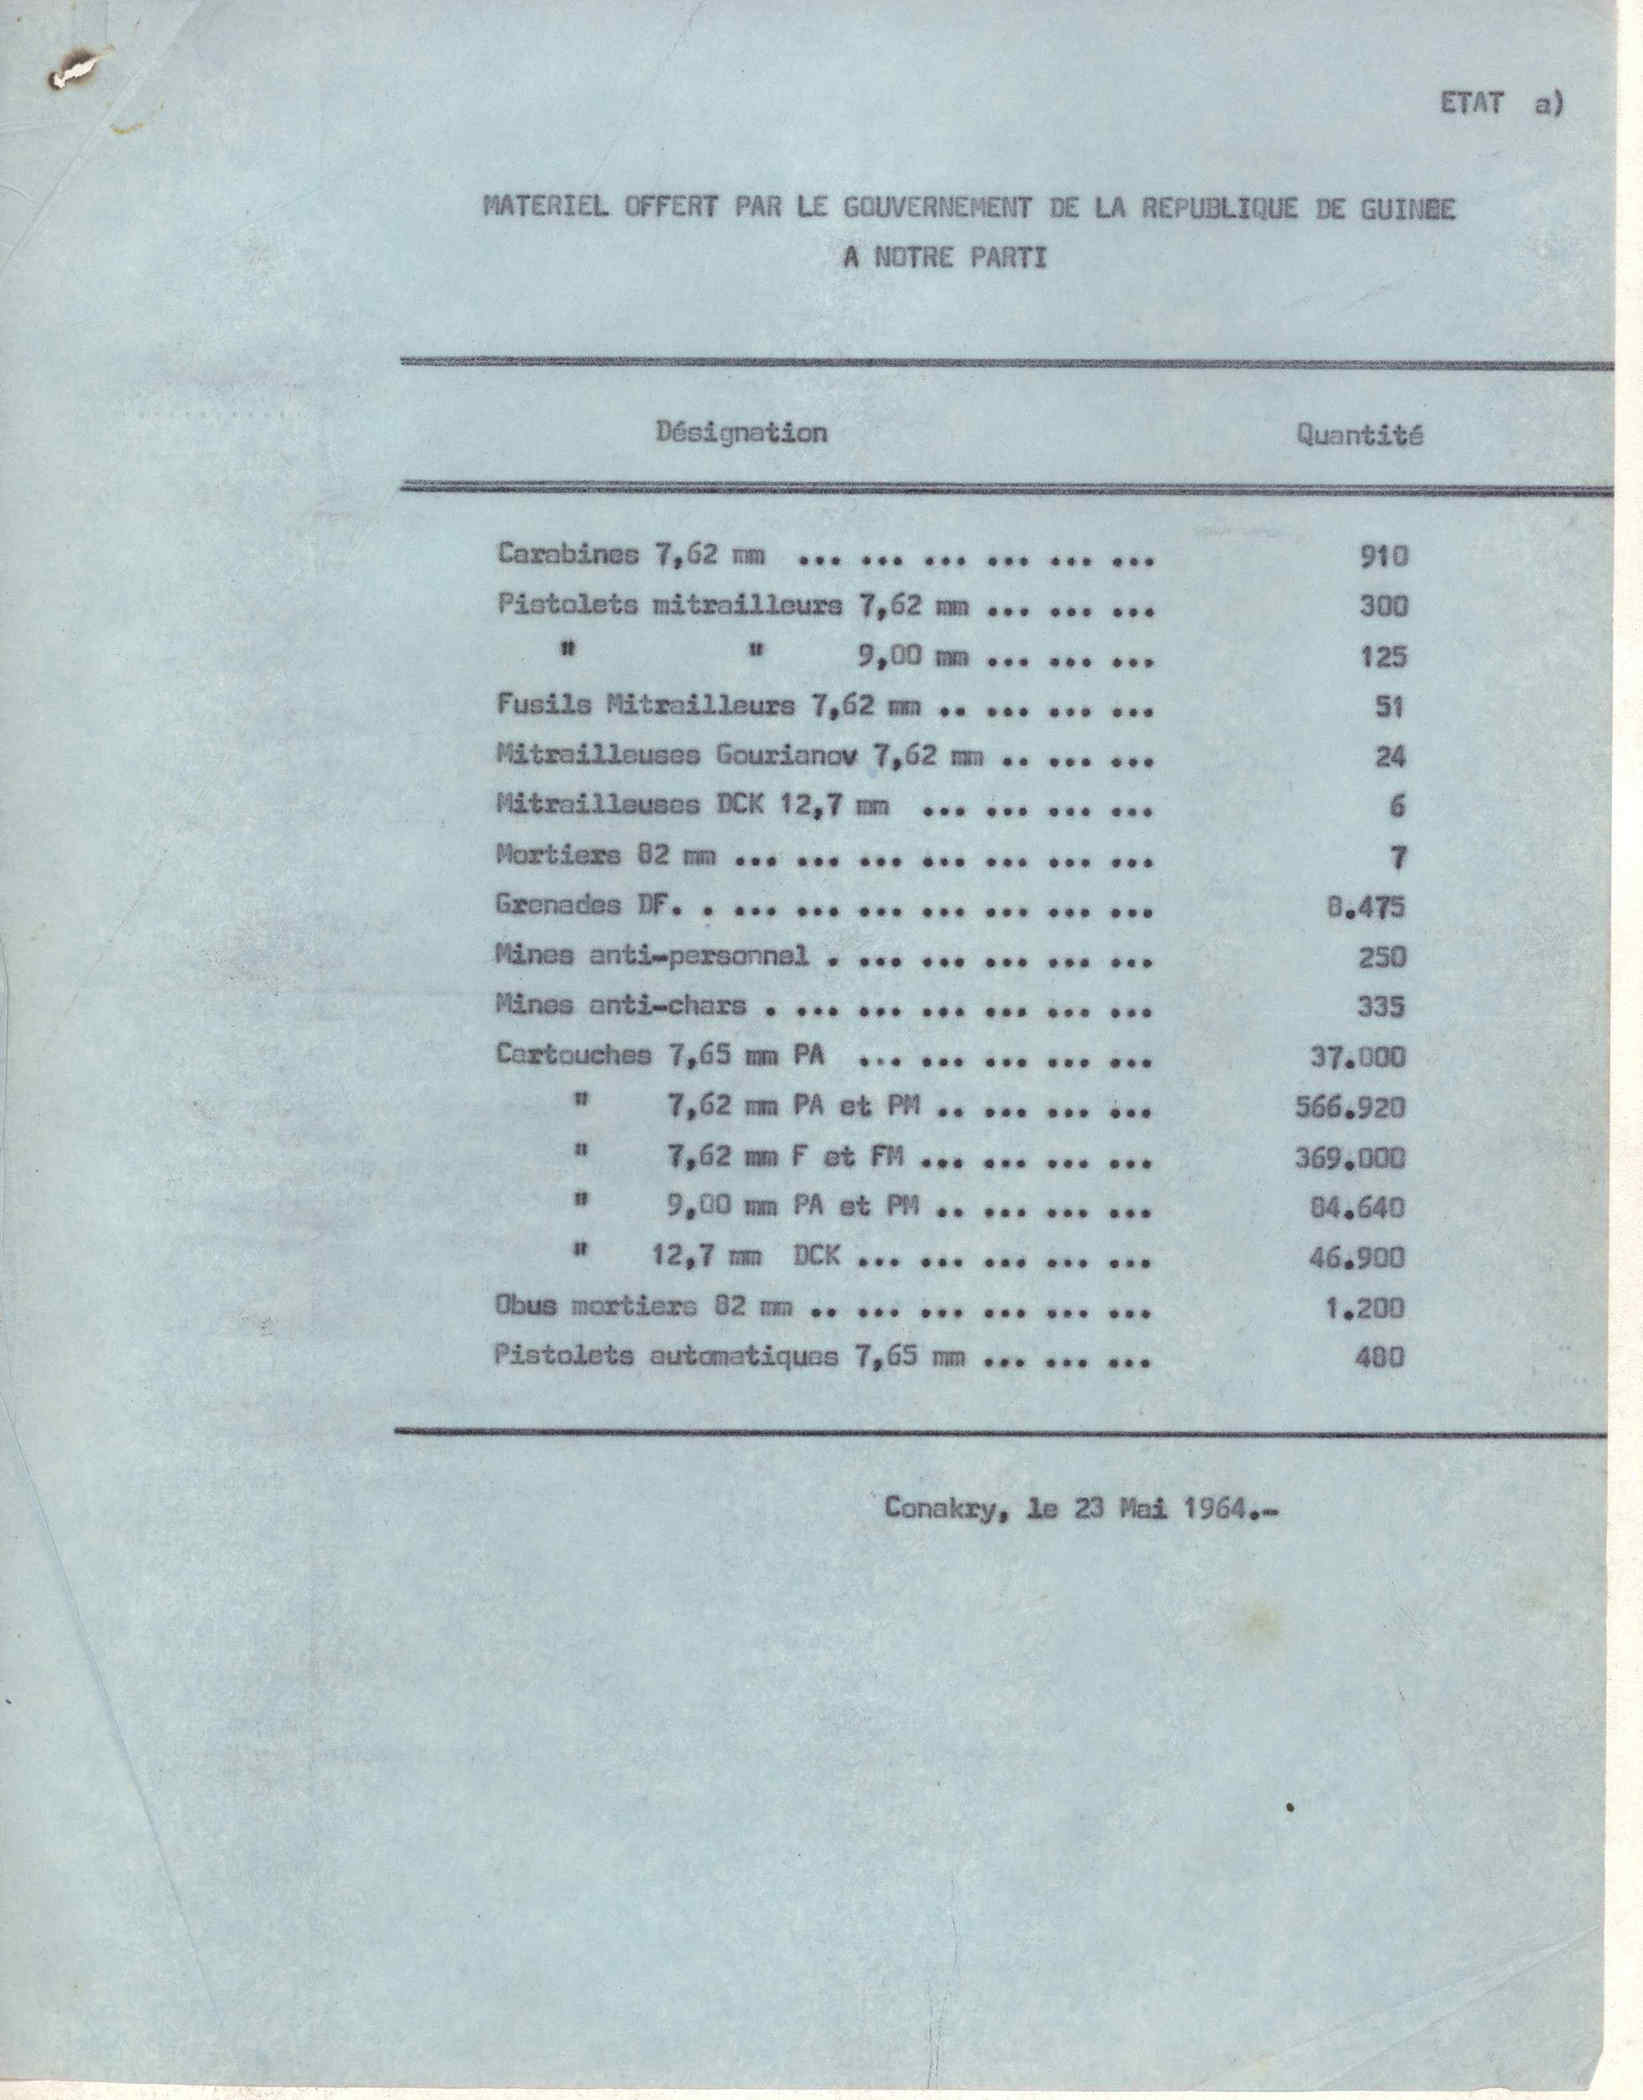 ETAT a)
MATERIEL OFFERT PAR LE GOUVERNEMENT DE LA REPUBLIQUE DE GUINEE
A NOTRE PARTI
Désignation Quantité
Carabines 7,62 mm ... ... ... ... ... ... 910
Pistolets mitrailleurs 7,62 mm ... ... ... 300
" " 9,00 mm ... ... ... 125
Fusils Mitrailleurs 7,62 mm .. ... ... ... 51
Mitrailleuses Gourianov 7,62 mm .. ... ... 24
Mitrailleuses DCK 12,7 mm ... ... ... ... 6
Mortiers 82 mm ... ... ... ... ... ... ... 7
Grenades DF. . ... ... ... ... ... ... ... 8.475
Mines anti-personnel . ... ... ... ... ... 250
Mines anti-chars . ... ... ... ... ... ... 335
Cartouches 7,65 mm PA ... ... ... ... ... 37.000
" 7,62 mm PA et PM .. ... ... ... 566.920
" 7,62 mm F et FM ... ... ... ... 369.000
" 9,00 mm PA et PM .. ... ... ... 84.640
" 12,7 mm DCK ... ... ... ... ... 46.900
Obus mortiers 82 mm .. ... ... ... ... ... 1.200
Pistolets automatiques 7,65 mm ... ... ... 480
Conakry, le 23 Mai 1964.-